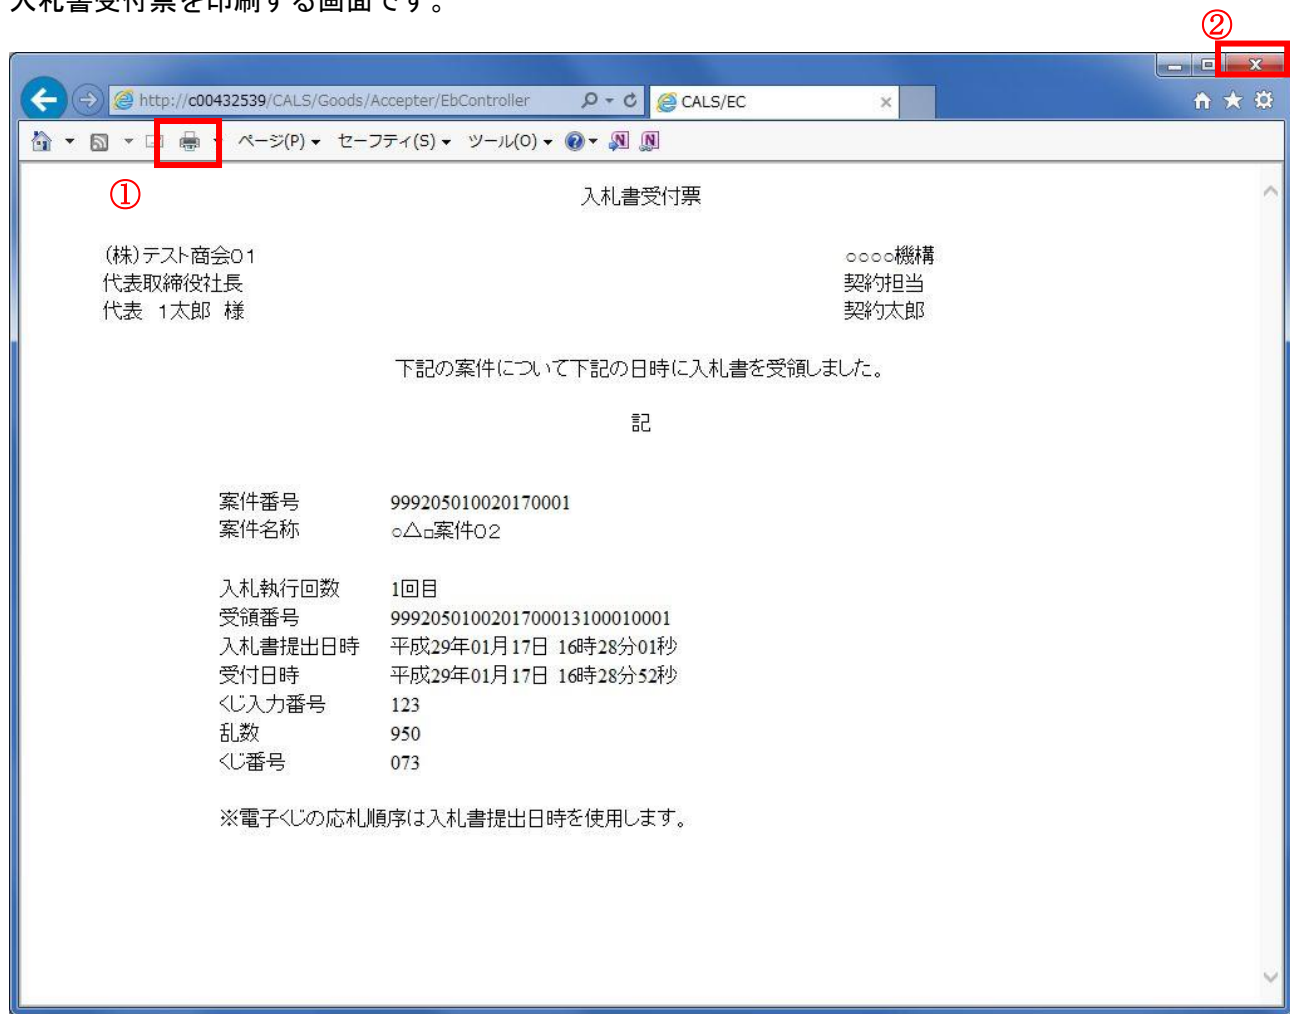 入札書受付票を印刷する画面です。
②
http://c00432539/CALS/Goods/Accepter/EbController
CALS/EC
ページ(P) セーフティ(S) ツール(O)
①
入札書受付票
(株)テスト商会01
○○○○機構
代表取締役社長
契約担当
代表 1太郎 様
契約太郎
下記の案件について下記の日時に入札書を受領しました。
記
案件番号 999205010020170001
案件名称 ○△□案件02
入札執行回数 1回目
受領番号 9992050100201700013100010001
入札書提出日時 平成29年01月17日 16時28分01秒
受付日時 平成29年01月17日 16時28分52秒
くじ入力番号 123
乱数 950
くじ番号 073
※電子くじの応札順序は入札書提出日時を使用します。